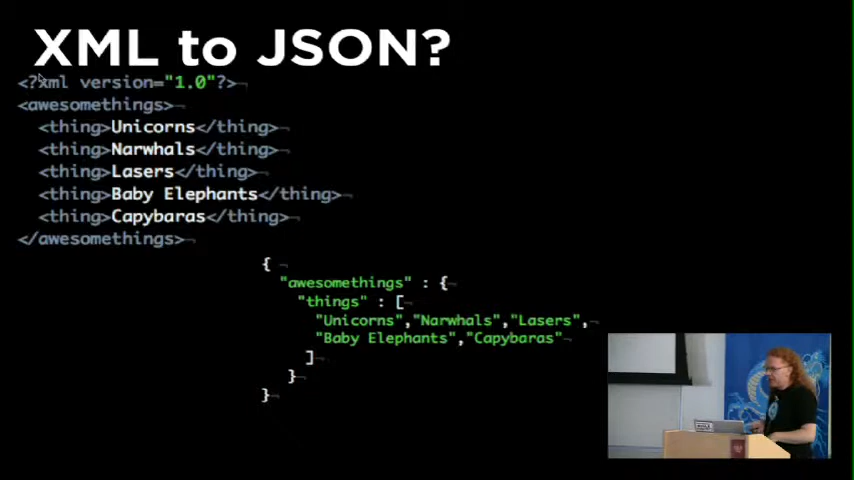 XML to JSON?
<?xml version="1.0"?>¬
<awesomethings>¬
<thing>Unicorns</thing>¬
<thing>Narwhals</thing>¬
<thing>Lasers</thing>¬
<thing>Baby Elephants</thing>¬
<thing>Capybaras</thing>¬
</awesomethings>¬
{ ¬
"awesomethings" : {¬
"things" : [¬
"Unicorns","Narwhals","Lasers",¬
"Baby Elephants","Capybaras"¬
]¬
}¬
}¬